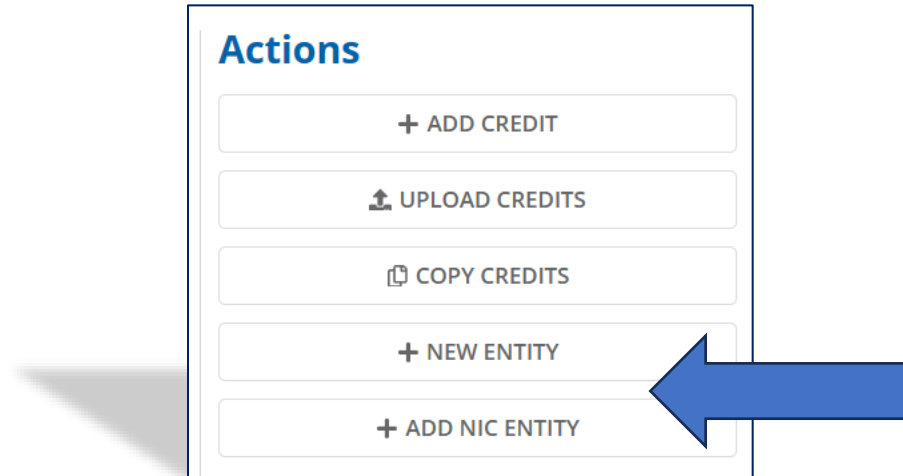 Actions
+ ADD CREDIT
UPLOAD CREDITS
COPY CREDITS
+ NEW ENTITY
+ ADD NIC ENTITY